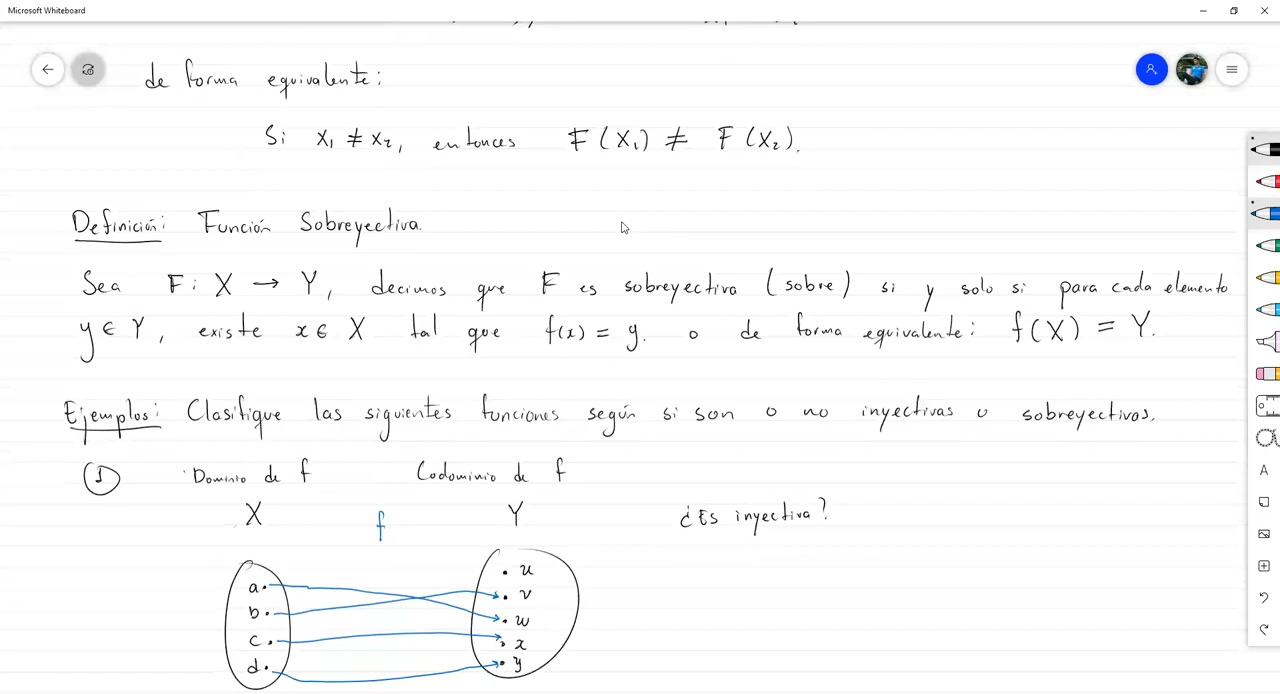 Microsoft Whiteboard
de forma equivalente:
Si x₁ ≠ x₂, entonces F(x₁) ≠ F(x₂).
Definición: Función Sobreyectiva.
Sea F: X → Y, decimos que F es sobreyectiva (sobre) si y solo si para cada elemento
y ∈ Y, existe x ∈ X tal que f(x) = y. o de forma equivalente: f(X) = Y.
Ejemplos: Clasifique las siguientes funciones según si son o no inyectivas o sobreyectivas.
1 Dominio de f Codominio de f
X f Y ¿Es inyectiva?
u
a v
b w
c x
d y
A